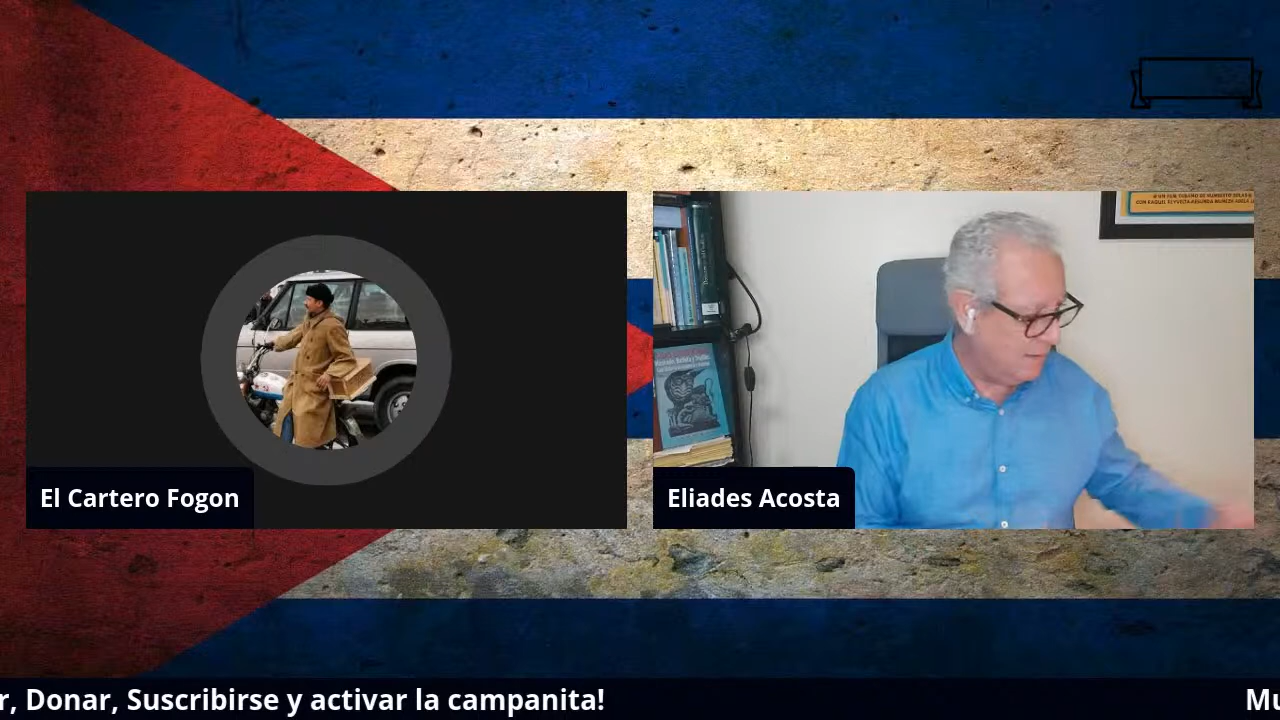 El Cartero Fogon
Eliades Acosta
r, Donar, Suscribirse y activar la campanita!
Mu